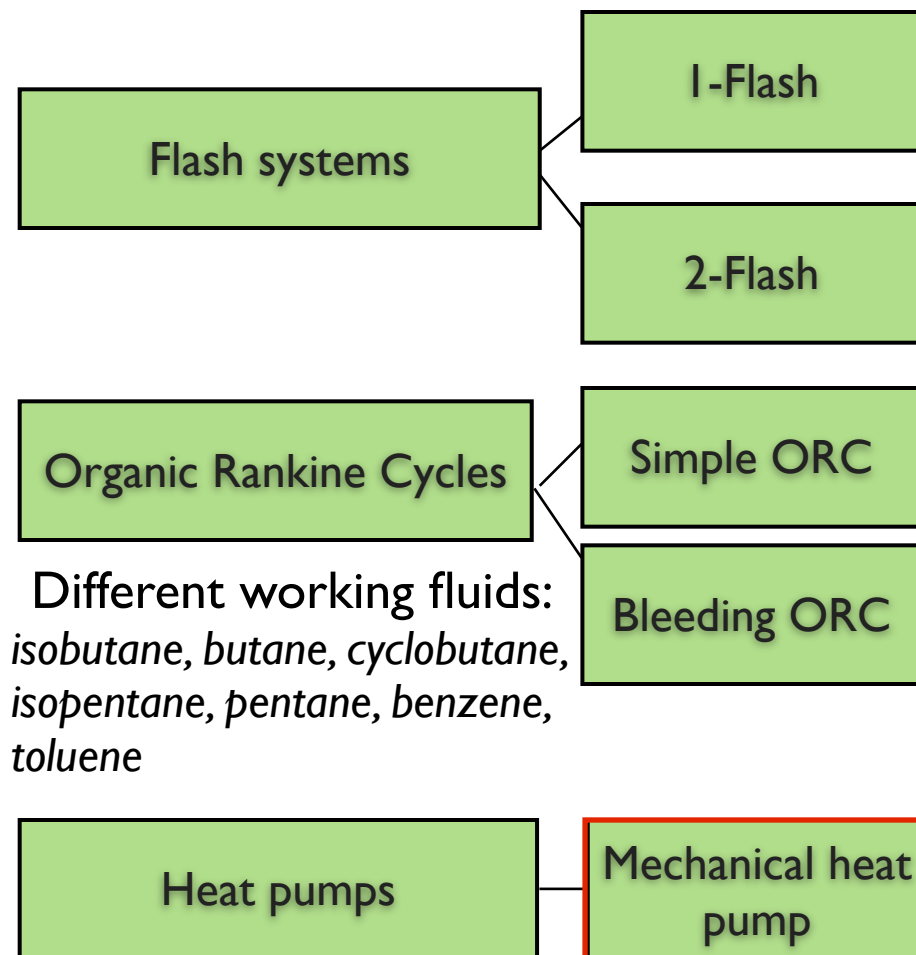 1-Flash
Flash systems
2-Flash
Organic Rankine Cycles
Simple ORC
Different working fluids:
isobutane, butane, cyclobutane,
isopentane, pentane, benzene,
toluene
Bleeding ORC
Heat pumps
Mechanical heat
pump